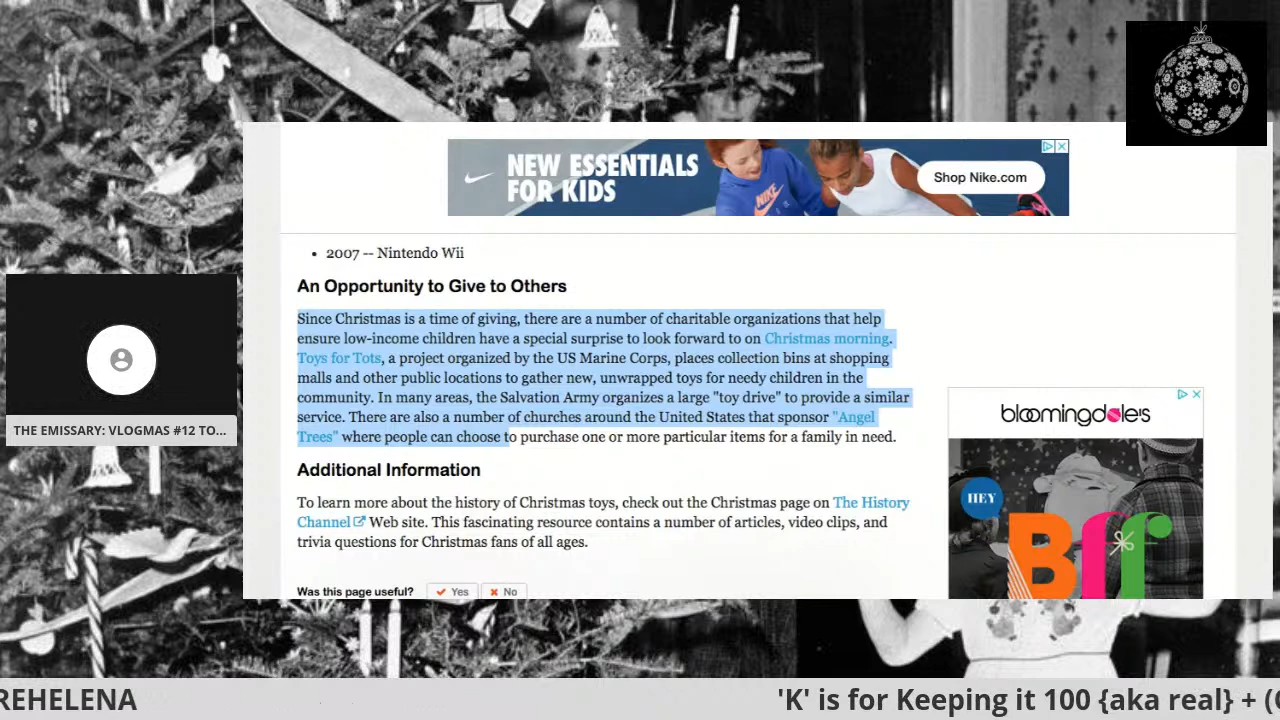 NEW ESSENTIALS
FOR KIDS
NIKE
Shop Nike.com
• 2007 -- Nintendo Wii
An Opportunity to Give to Others
Since Christmas is a time of giving, there are a number of charitable organizations that help
ensure low-income children have a special surprise to look forward to on Christmas morning.
Toys for Tots, a project organized by the US Marine Corps, places collection bins at shopping
malls and other public locations to gather new, unwrapped toys for needy children in the
community. In many areas, the Salvation Army organizes a large "toy drive" to provide a similar
service. There are also a number of churches around the United States that sponsor "Angel
Trees" where people can choose to purchase one or more particular items for a family in need.
Additional Information
To learn more about the history of Christmas toys, check out the Christmas page on The History
Channel Web site. This fascinating resource contains a number of articles, video clips, and
trivia questions for Christmas fans of all ages.
Was this page useful? Yes No
bloomingdale's
HEY
Bff
THE EMISSARY: VLOGMAS #12 TO...
REHELENA
'K' is for Keeping it 100 {aka real} + (